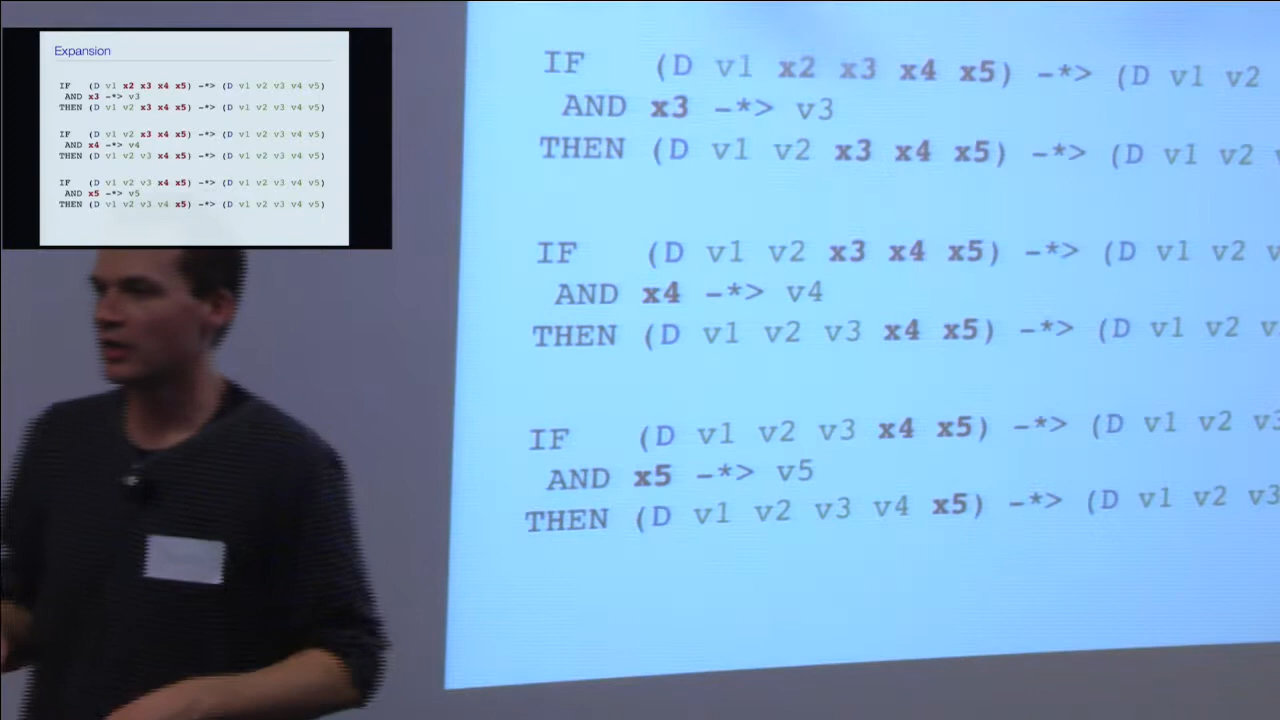 Expansion
IF (D v1 x2 x3 x4 x5) -*> (D v1 v2 v3 v4 v5)
AND x3 -*> v3
THEN (D v1 v2 x3 x4 x5) -*> (D v1 v2 v3 v4 v5)
IF (D v1 v2 x3 x4 x5) -*> (D v1 v2 v3 v4 v5)
AND x4 -*> v4
THEN (D v1 v2 v3 x4 x5) -*> (D v1 v2 v3 v4 v5)
IF (D v1 v2 v3 x4 x5) -*> (D v1 v2 v3 v4 v5)
AND x5 -*> v5
THEN (D v1 v2 v3 v4 x5) -*> (D v1 v2 v3 v4 v5)
IF (D v1 x2 x3 x4 x5) -*> (D v1 v2
AND x3 -*> v3
THEN (D v1 v2 x3 x4 x5) -*> (D v1 v2
IF (D v1 v2 x3 x4 x5) -*> (D v1 v2 v
AND x4 -*> v4
THEN (D v1 v2 v3 x4 x5) -*> (D v1 v2 v
IF (D v1 v2 v3 x4 x5) -*> (D v1 v2 v3
AND x5 -*> v5
THEN (D v1 v2 v3 v4 x5) -*> (D v1 v2 v3